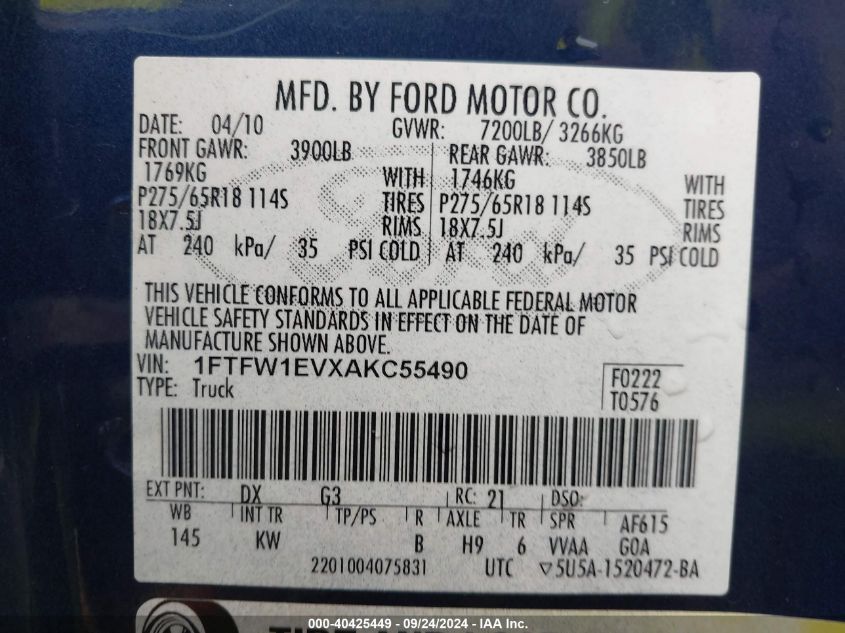 MFD. BY FORD MOTOR CO.
DATE: 04/10 GVWR: 7200LB/ 3266KG
FRONT GAWR: 3900LB REAR GAWR: 3850LB
1769KG WITH 1746KG WITH
P275/65R18 114S TIRES P275/65R18 114S TIRES
18X7.5J RIMS 18X7.5J RIMS
AT 240 kPa/ 35 PSI COLD AT 240 kPa/ 35 PSI COLD
THIS VEHICLE CONFORMS TO ALL APPLICABLE FEDERAL MOTOR
VEHICLE SAFETY STANDARDS IN EFFECT ON THE DATE OF
MANUFACTURE SHOWN ABOVE.
VIN: 1FTFW1EVXAKC55490
TYPE: Truck
F0222
T0576
EXT PNT: DX G3 RC: 21 DSO:
WB INT TR TP/PS R AXLE TR SPR AF615
145 KW B H9 6 VVAA GOA
2201004075831 UTC ▽5U5A-1520472-BA
000-40425449 - 09/24/2024 - IAA Inc.